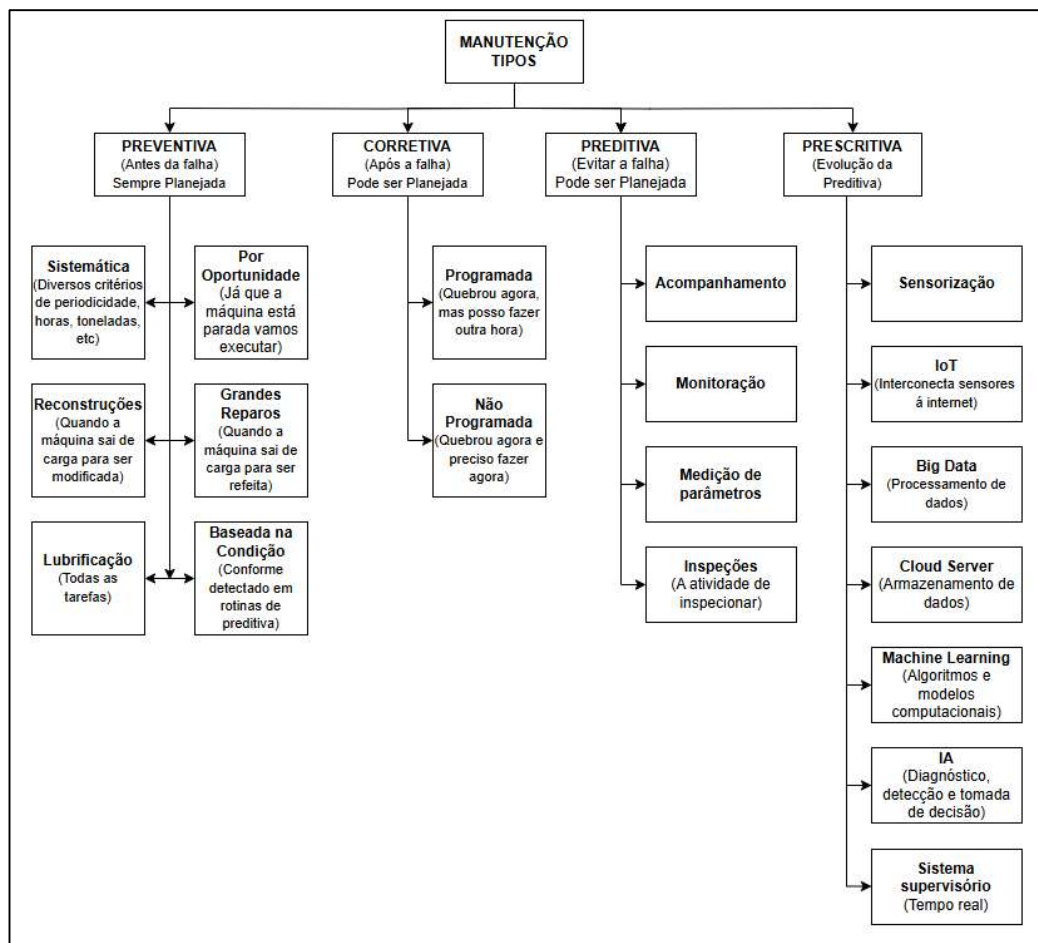 MANUTENÇÃO
TIPOS
PREVENTIVA
(Antes da falha)
Sempre Planejada
CORRETIVA
(Após a falha)
Pode ser Planejada
PREDITIVA
(Evitar a falha)
Pode ser Planejada
PRESCRITIVA
(Evolução da
Preditiva)
Sistemática
(Diversos critérios
de periodicidade,
horas, toneladas,
etc)
Por
Oportunidade
(Já que a
máquina está
parada vamos
executar)
Reconstruções
(Quando a
máquina sai de
carga para ser
modificada)
Grandes
Reparos
(Quando a
máquina sai de
carga para ser
refeita)
Lubrificação
(Todas as
tarefas)
Baseada na
Condição
(Conforme
detectado em
rotinas de
preditiva)
Programada
(Quebrou agora,
mas posso fazer
outra hora)
Não
Programada
(Quebrou agora e
preciso fazer
agora)
Acompanhamento
Monitoração
Medição de
parâmetros
Inspeções
(A atividade de
inspecionar)
Sensorização
IoT
(Interconecta sensores
á internet)
Big Data
(Processamento de
dados)
Cloud Server
(Armazenamento de
dados)
Machine Learning
(Algoritmos e
modelos
computacionais)
IA
(Diagnóstico,
detecção e tomada
de decisão)
Sistema
supervisório
(Tempo real)